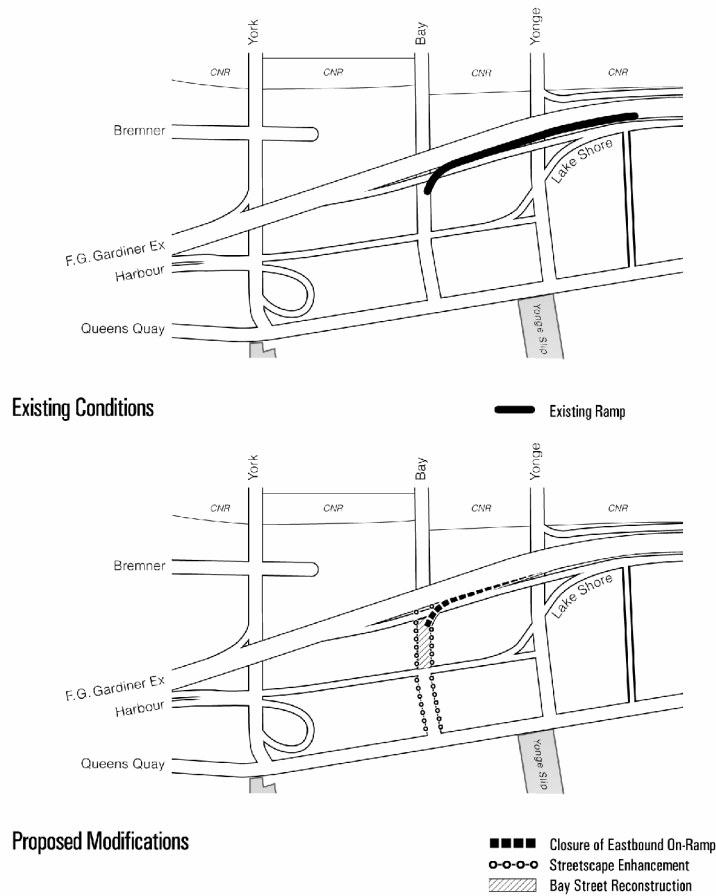 York
Bay
Yonge
CNR
CNR
CNR
CNR
Bremner
Lake Shore
F.G. Gardiner Ex
Harbour
Queens Quay
Yonge Slip
Existing Conditions
Existing Ramp
York
Bay
Yonge
CNR
CNR
CNR
CNR
Bremner
Lake Shore
F.G. Gardiner Ex
Harbour
Queens Quay
Yonge Slip
Proposed Modifications
Closure of Eastbound On-Ramp
Streetscape Enhancement
Bay Street Reconstruction